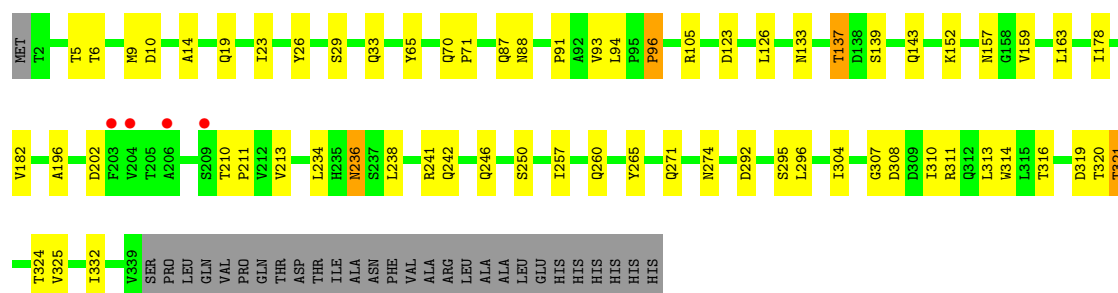 MET T2 T5 T6 M9 D10 A14 Q19 I23 Y26 S29 Q33 Y65 Q70 P71 Q87 N88 P91 A92 V93 L94 P95 P96 R105 D123 L126 N133 T137 D138 S139 Q143 K152 N157 G158 V159 L163 I178
V182 A196 D202 F203 V204 T205 A206 S209 T210 P211 V212 V213 L234 H235 N236 S237 L238 R241 Q242 Q246 S250 I257 Q260 Y265 Q271 N274 D292 S295 L296 I304 G307 D308 D309 I310 R311 Q312 L313 W314 L315 T316 D319 T320 T321
T324 V325 I332 V339 SER PRO LEU GLN VAL PRO GLN THR ASP THR ILE ALA ASN PHE VAL ALA ARG LEU ALA ALA LEU GLU HIS HIS HIS HIS HIS HIS